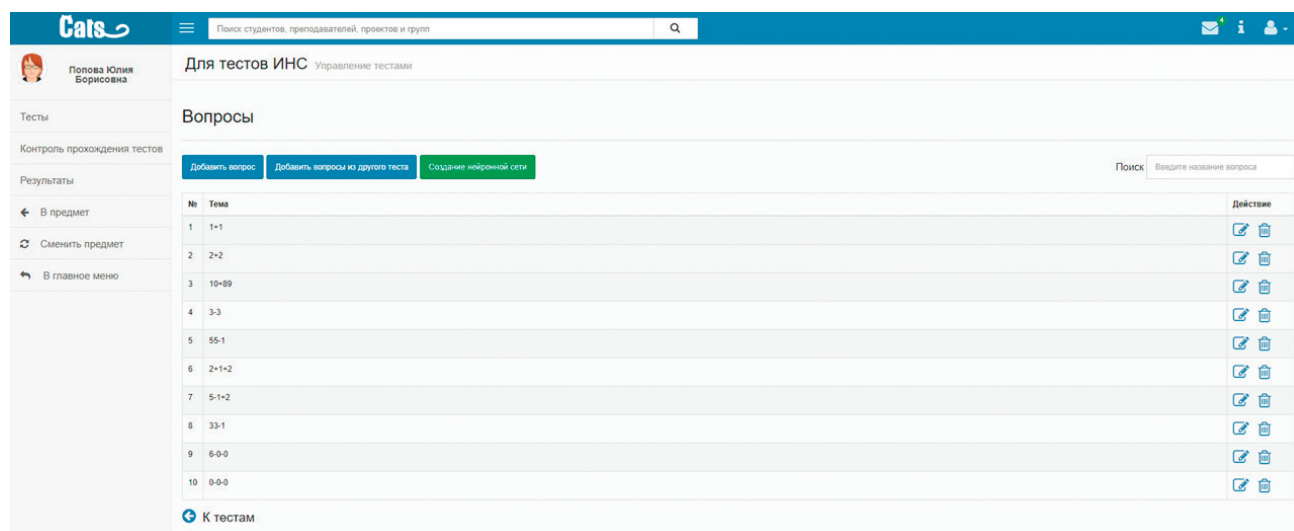 Cats
Поиск студентов, преподавателей, проектов и групп
4
Попова Юлия
Борисовна
Для тестов ИНС Управление тестами
Тесты
Контроль прохождения тестов
Результаты
В предмет
Сменить предмет
В главное меню
Вопросы
Добавить вопрос Добавить вопросы из другого теста Создание нейронной сети
Поиск Введите название вопроса
№ Тема Действие
1 1+1
2 2+2
3 10+89
4 3-3
5 55-1
6 2+1+2
7 5-1+2
8 33-1
9 6-0-0
10 0-0-0
К тестам